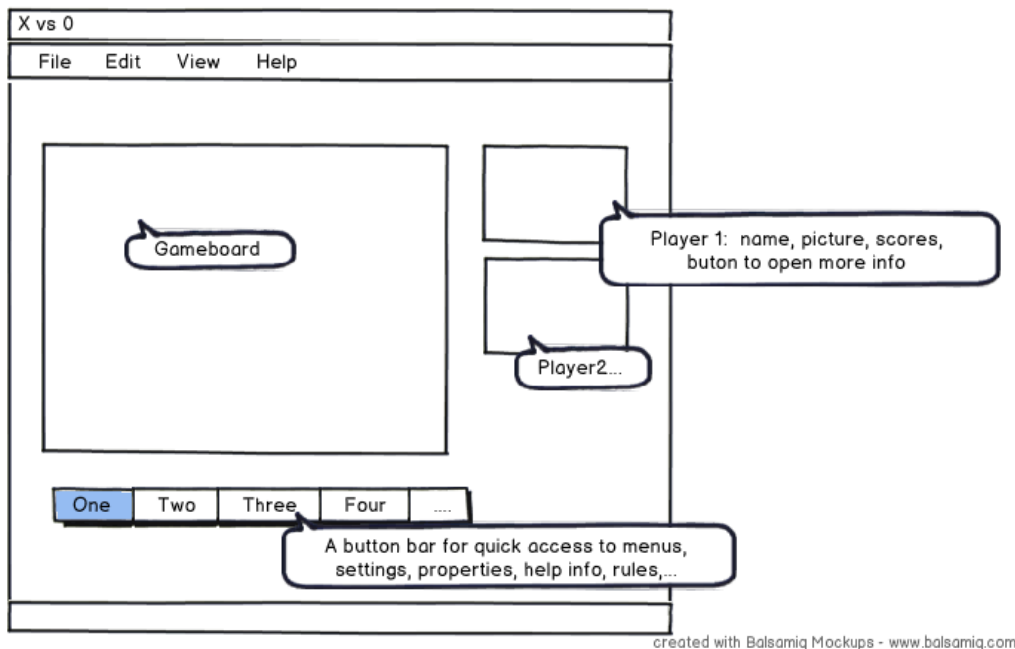 X vs 0
File Edit View Help
Gameboard
Player 1: name, picture, scores,
buton to open more info
Player2...
One Two Three Four ....
A button bar for quick access to menus,
settings, properties, help info, rules,...
created with Balsamiq Mockups - www.balsamiq.com